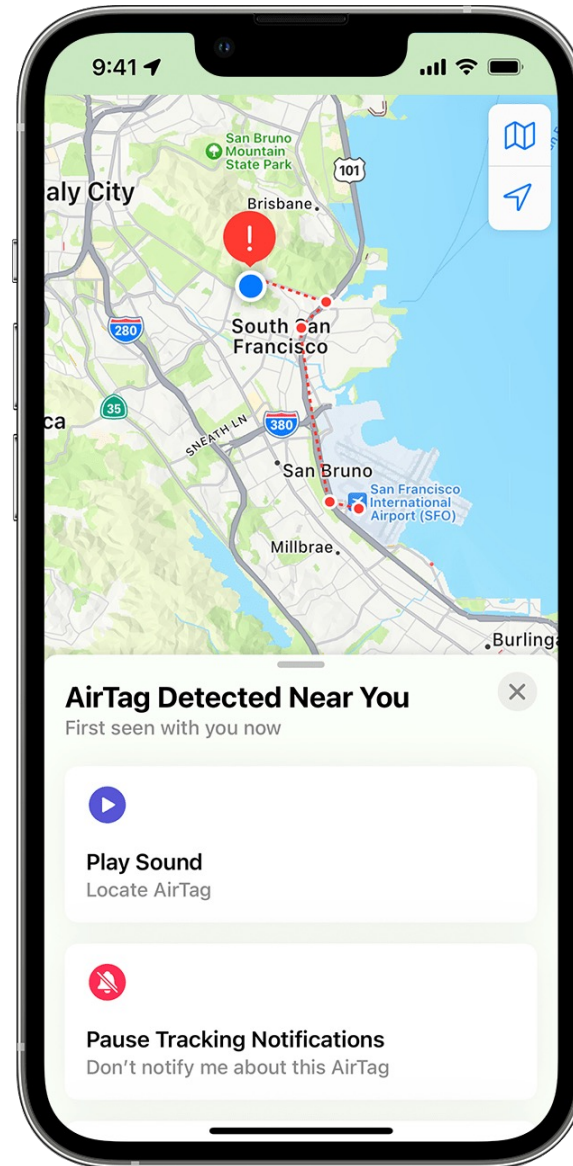 9:41
San Bruno
Mountain
State Park
101
aly City
Brisbane
280
South San
Francisco
35
ca
380
SNEATH LN
San Bruno
San Francisco
International
Airport (SFO)
Millbrae
Burling
AirTag Detected Near You
First seen with you now
Play Sound
Locate AirTag
Pause Tracking Notifications
Don't notify me about this AirTag